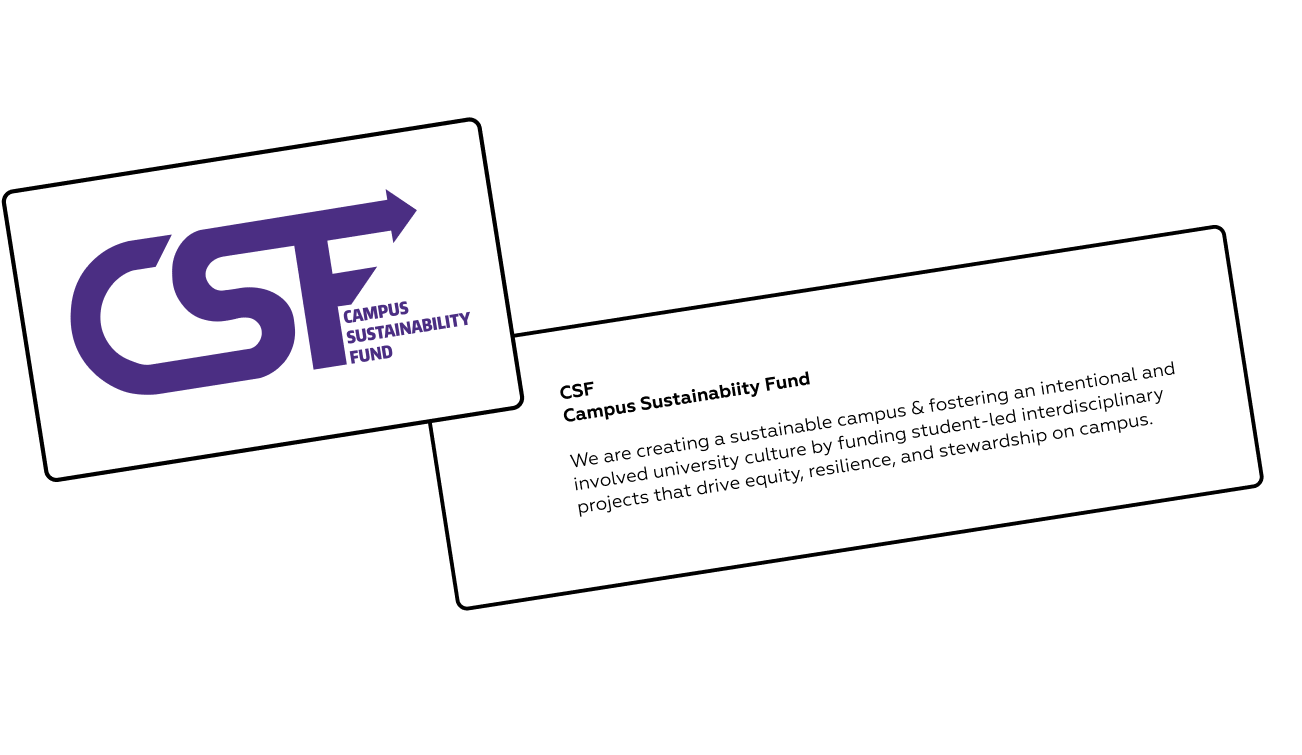 CSF
CAMPUS
SUSTAINABILITY
FUND
CSF
Campus Sustainabiity Fund
We are creating a sustainable campus & fostering an intentional and
involved university culture by funding student-led interdisciplinary
projects that drive equity, resilience, and stewardship on campus.